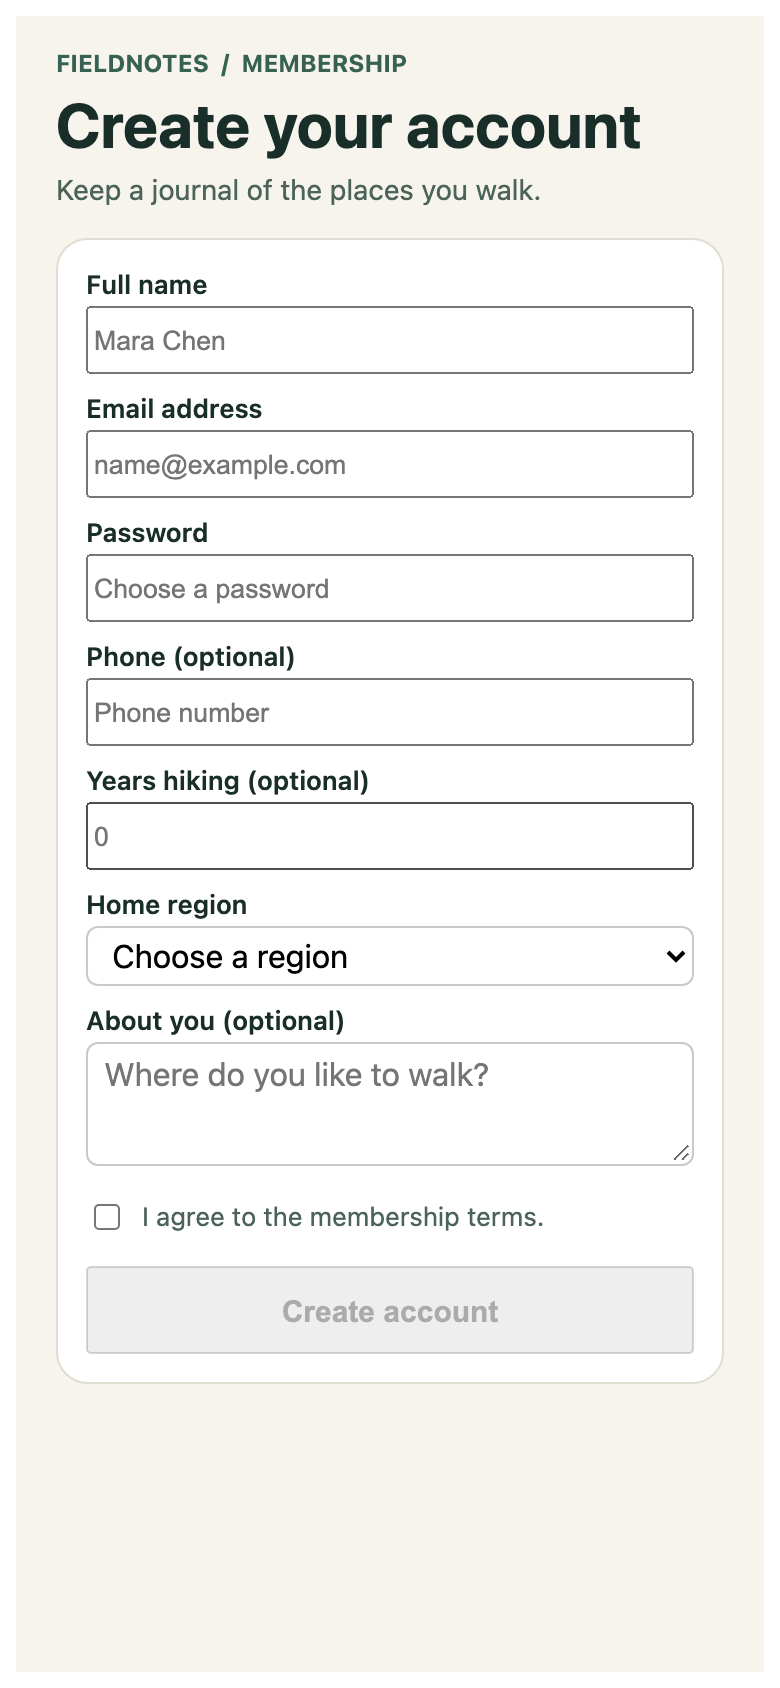 FIELDNOTES / MEMBERSHIP
Create your account
Keep a journal of the places you walk.
Full name
Mara Chen
Email address
name@example.com
Password
Choose a password
Phone (optional)
Phone number
Years hiking (optional)
0
Home region
Choose a region
About you (optional)
Where do you like to walk?
I agree to the membership terms.
Create account